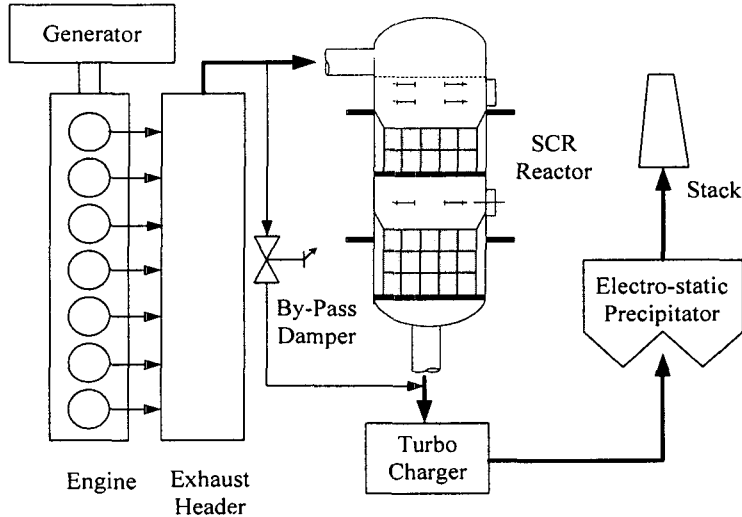 Generator
SCR
Reactor
Stack
By-Pass
Damper
Electro-static
Precipitator
Turbo
Charger
Engine
Exhaust
Header